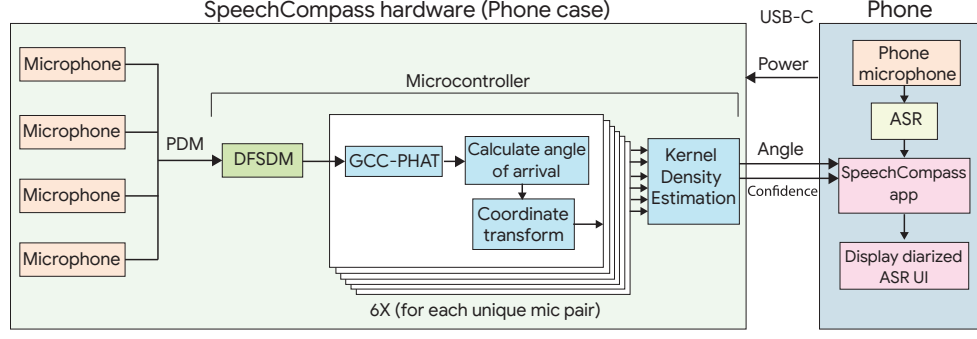 SpeechCompass hardware (Phone case)
USB-C
Phone
Microphone
Microphone
Microphone
Microphone
PDM
Microcontroller
DFSDM
GCC-PHAT
Calculate angle
of arrival
Coordinate
transform
6X (for each unique mic pair)
Kernel
Density
Estimation
Power
Angle
Confidence
Phone
microphone
ASR
SpeechCompass
app
Display diarized
ASR UI